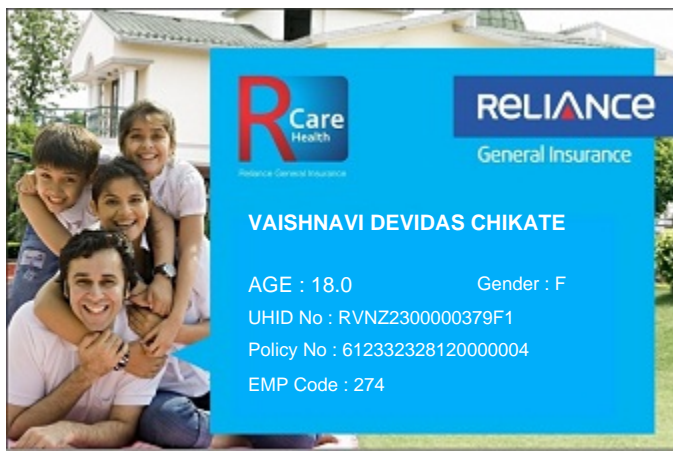 R Care
Health
Reliance General Insurance
RELIANCE
General Insurance
VAISHNAVI DEVIDAS CHIKATE
AGE : 18.0
Gender : F
UHID No : RVNZ2300000379F1
Policy No : 612332328120000004
EMP Code : 274